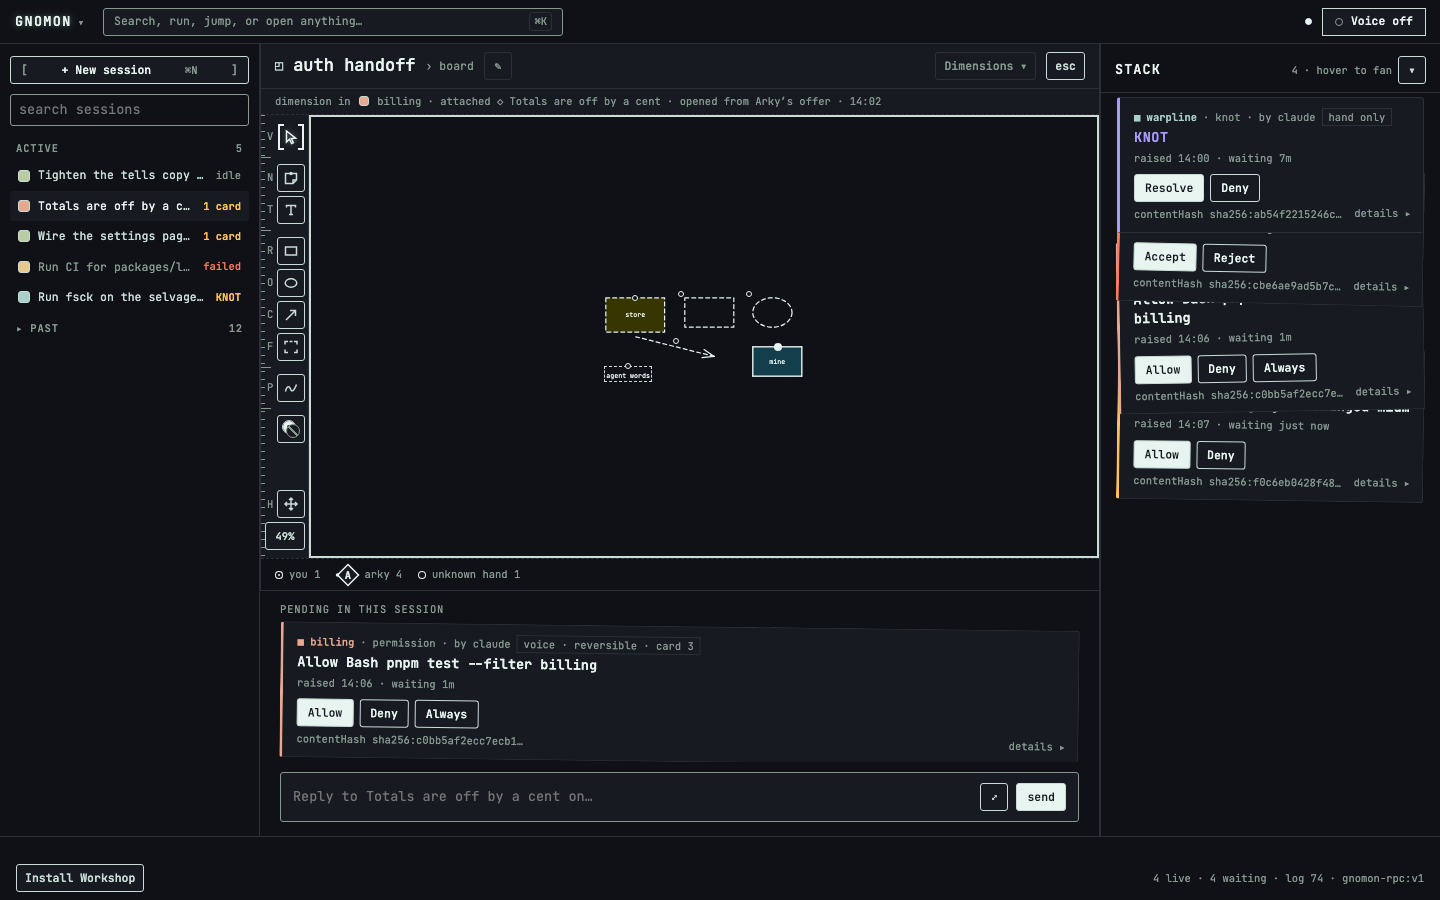 GNOMON ▾
Search, run, jump, or open anything…
⌘K
Voice off
[ + New session ⌘N ]
search sessions
ACTIVE 5
Tighten the tells copy … idle
Totals are off by a c… 1 card
Wire the settings pag… 1 card
Run CI for packages/l… failed
Run fsck on the selvage… KNOT
▸ PAST 12
auth handoff › board
Dimensions ▾
esc
dimension in billing · attached ◇ Totals are off by a cent · opened from Arky’s offer · 14:02
V
N
T
R
O
C
F
P
H
49%
store
agent words
mine
you 1
A arky 4
unknown hand 1
PENDING IN THIS SESSION
billing · permission · by claude voice · reversible · card 3
Allow Bash pnpm test --filter billing
raised 14:06 · waiting 1m
Allow Deny Always
contentHash sha256:c0bb5af2ecc7ecb1…
details ▸
Reply to Totals are off by a cent on…
send
STACK
4 · hover to fan
▾
warpline · knot · by claude hand only
KNOT
raised 14:00 · waiting 7m
Resolve Deny
contentHash sha256:ab54f2215246c… details ▸
Accept Reject
contentHash sha256:cbe6ae9ad5b7c… details ▸
billing
raised 14:06 · waiting 1m
Allow Deny Always
contentHash sha256:c0bb5af2ecc7e… details ▸
raised 14:07 · waiting just now
Allow Deny
contentHash sha256:f0c6eb0428f48… details ▸
Install Workshop
4 live · 4 waiting · log 74 · gnomon-rpc:v1